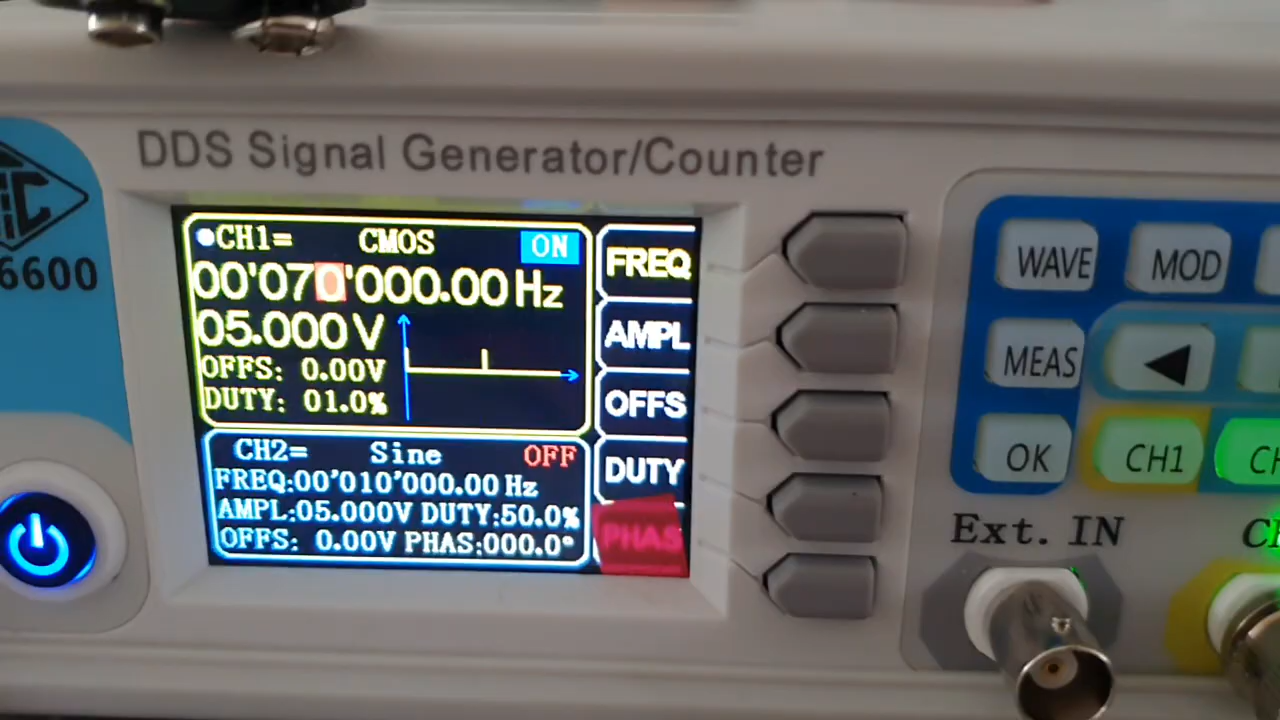 DDS Signal Generator/Counter
6600
CH1= CMOS ON
00'070'000.00 Hz
05.000 V
OFFS: 0.00V
DUTY: 01.0%
CH2= Sine OFF
FREQ:00'010'000.00 Hz
AMPL:05.000V DUTY:50.0%
OFFS: 0.00V PHAS:000.0°
FREQ
AMPL
OFFS
DUTY
PHAS
WAVE MOD
MEAS
OK CH1
Ext. IN